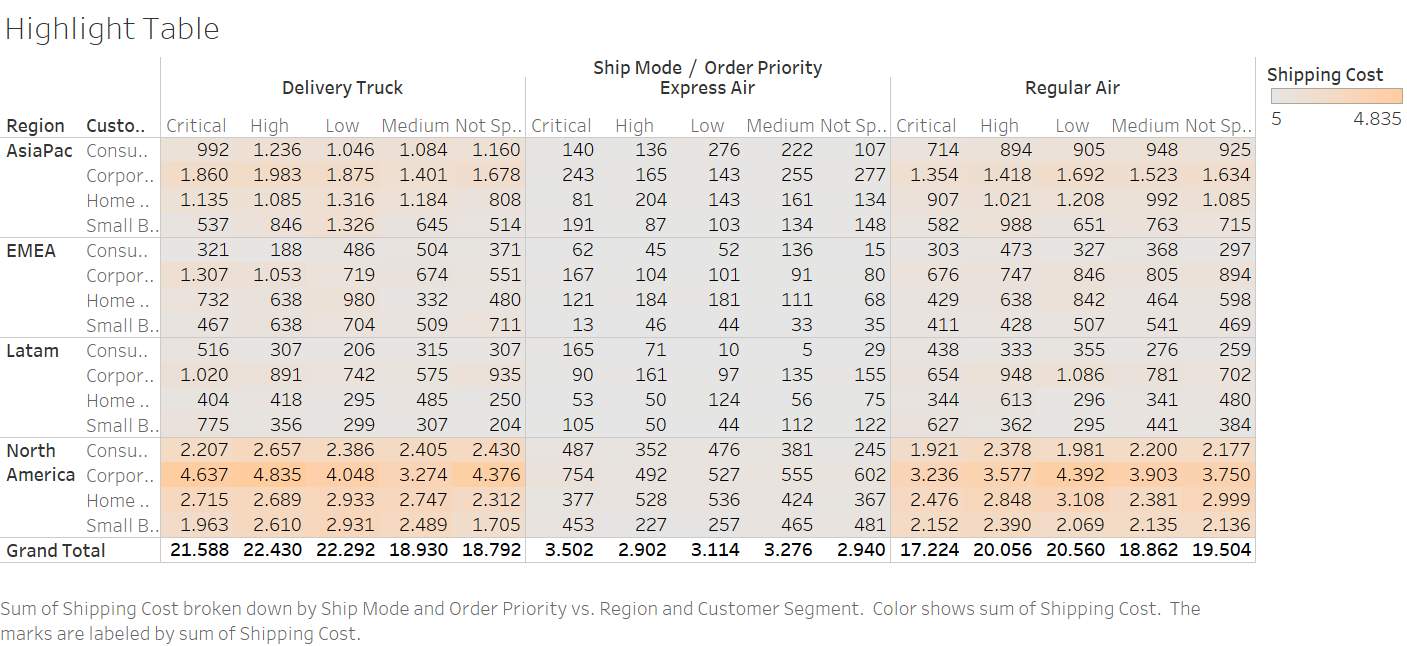 Highlight Table
Ship Mode / Order Priority
Delivery Truck Express Air Regular Air
Region Custo.. Critical High Low Medium Not Sp.. Critical High Low Medium Not Sp.. Critical High Low Medium Not Sp..
AsiaPac Consu.. 992 1.236 1.046 1.084 1.160 140 136 276 222 107 714 894 905 948 925
Corpor.. 1.860 1.983 1.875 1.401 1.678 243 165 143 255 277 1.354 1.418 1.692 1.523 1.634
Home .. 1.135 1.085 1.316 1.184 808 81 204 143 161 134 907 1.021 1.208 992 1.085
Small B.. 537 846 1.326 645 514 191 87 103 134 148 582 988 651 763 715
EMEA Consu.. 321 188 486 504 371 62 45 52 136 15 303 473 327 368 297
Corpor.. 1.307 1.053 719 674 551 167 104 101 91 80 676 747 846 805 894
Home .. 732 638 980 332 480 121 184 181 111 68 429 638 842 464 598
Small B.. 467 638 704 509 711 13 46 44 33 35 411 428 507 541 469
Latam Consu.. 516 307 206 315 307 165 71 10 5 29 438 333 355 276 259
Corpor.. 1.020 891 742 575 935 90 161 97 135 155 654 948 1.086 781 702
Home .. 404 418 295 485 250 53 50 124 56 75 344 613 296 341 480
Small B.. 775 356 299 307 204 105 50 44 112 122 627 362 295 441 384
North Consu.. 2.207 2.657 2.386 2.405 2.430 487 352 476 381 245 1.921 2.378 1.981 2.200 2.177
America Corpor.. 4.637 4.835 4.048 3.274 4.376 754 492 527 555 602 3.236 3.577 4.392 3.903 3.750
Home .. 2.715 2.689 2.933 2.747 2.312 377 528 536 424 367 2.476 2.848 3.108 2.381 2.999
Small B.. 1.963 2.610 2.931 2.489 1.705 453 227 257 465 481 2.152 2.390 2.069 2.135 2.136
Grand Total 21.588 22.430 22.292 18.930 18.792 3.502 2.902 3.114 3.276 2.940 17.224 20.056 20.560 18.862 19.504
Shipping Cost
5 4.835
Sum of Shipping Cost broken down by Ship Mode and Order Priority vs. Region and Customer Segment. Color shows sum of Shipping Cost. The
marks are labeled by sum of Shipping Cost.